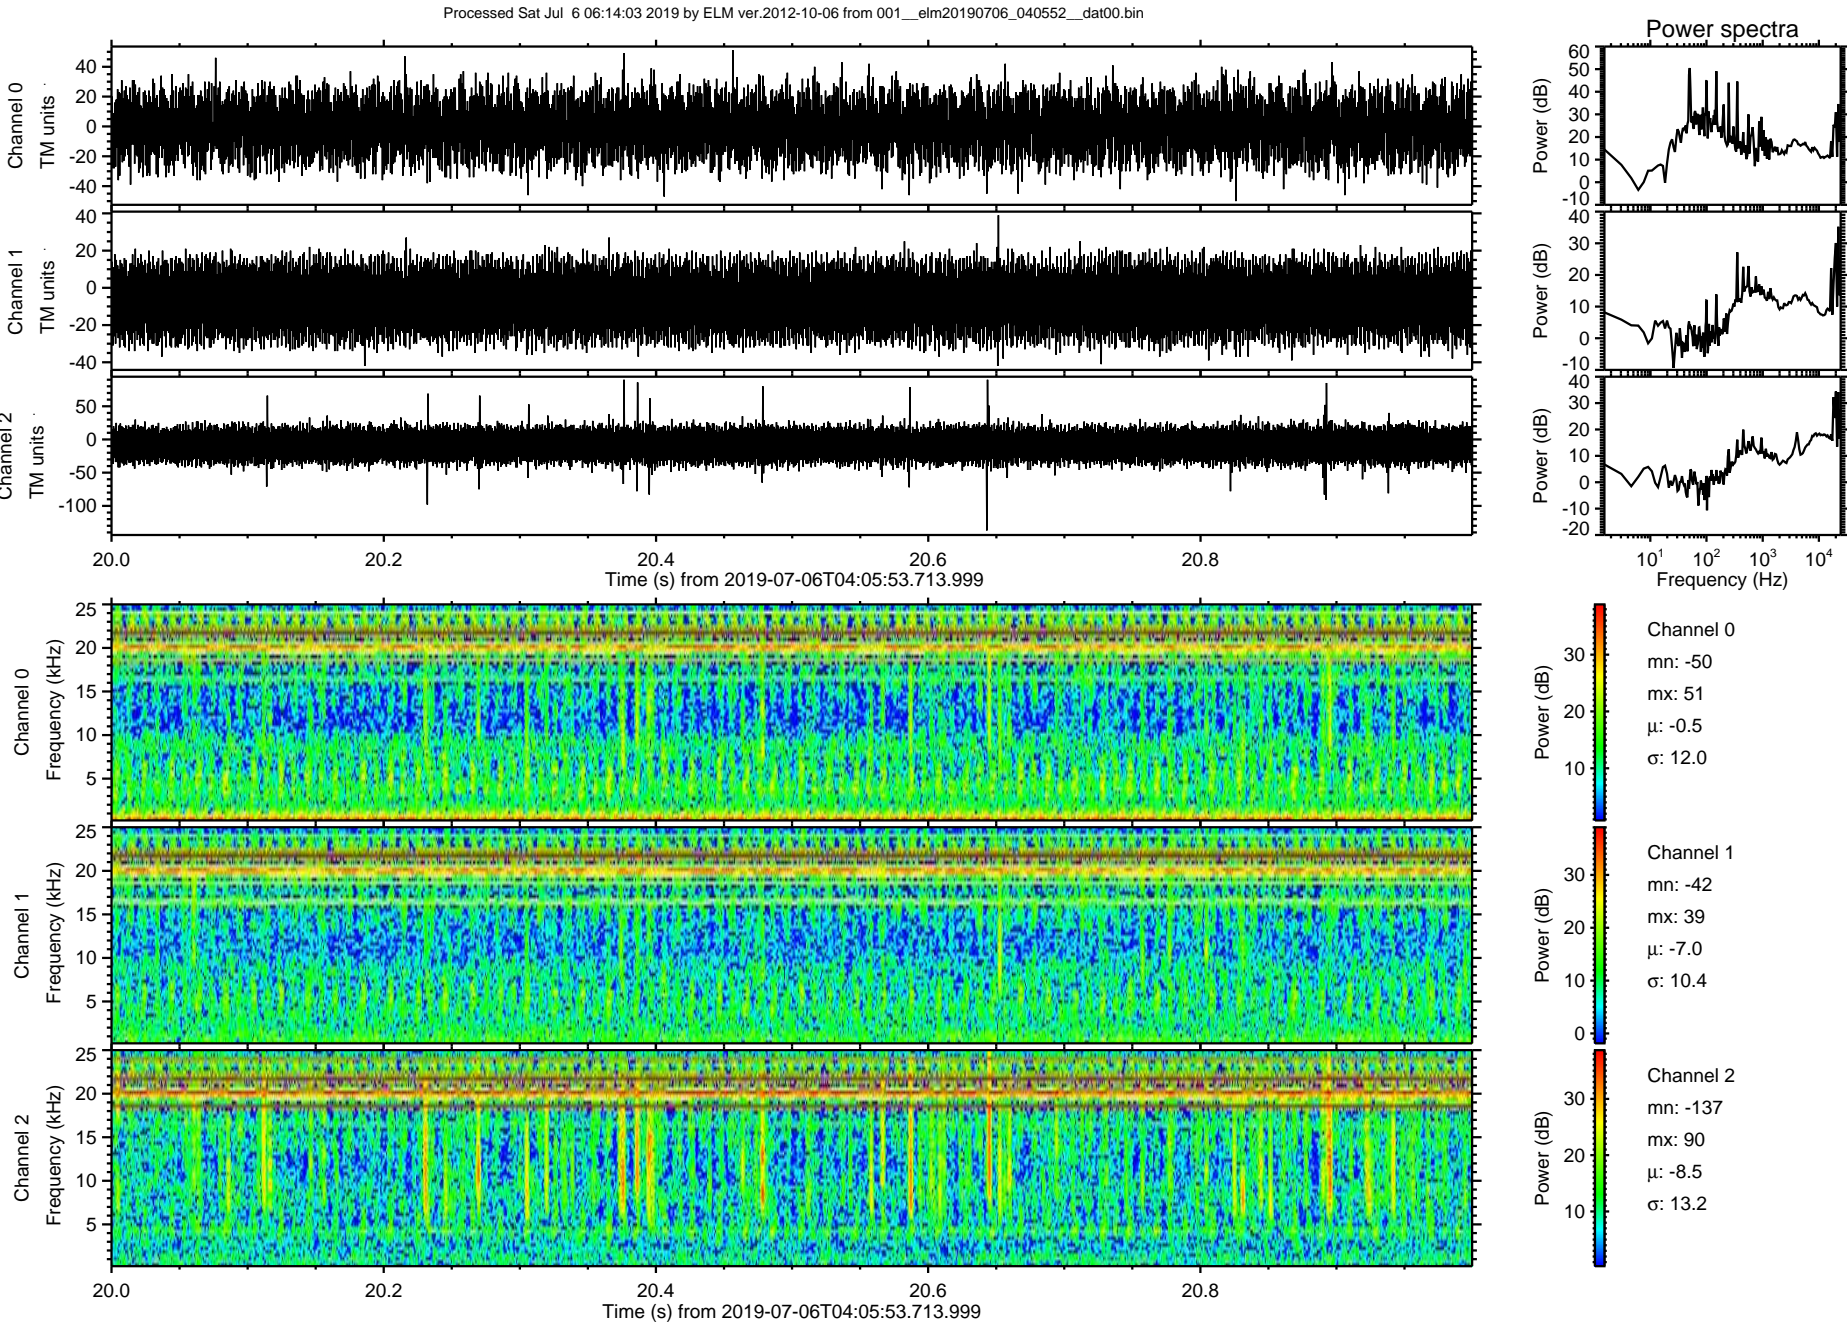 Processed Sat Jul  6 06:14:03 2019 by ELM ver.2012-10-06 from 001__elm20190706_040552__dat00.bin
Power spectra
Channel 0
TM units
40
20
0
-20
-40
Power (dB)
60
50
40
30
20
10
0
-10
Channel 1
TM units
40
20
0
-20
-40
Power (dB)
40
30
20
10
0
-10
Channel 2
TM units
50
0
-50
-100
Power (dB)
40
30
20
10
0
-10
-20
20.0 20.2 20.4 20.6 20.8
Time (s) from 2019-07-06T04:05:53.713.999
10¹ 10² 10³ 10⁴
Frequency (Hz)
Channel 0
Frequency (kHz)
25
20
15
10
5
Power (dB)
30
20
10
Channel 0
mn: -50
mx: 51
μ: -0.5
σ: 12.0
Channel 1
Frequency (kHz)
25
20
15
10
5
Power (dB)
30
20
10
0
Channel 1
mn: -42
mx: 39
μ: -7.0
σ: 10.4
Channel 2
Frequency (kHz)
25
20
15
10
5
Power (dB)
30
20
10
Channel 2
mn: -137
mx: 90
μ: -8.5
σ: 13.2
20.0 20.2 20.4 20.6 20.8
Time (s) from 2019-07-06T04:05:53.713.999